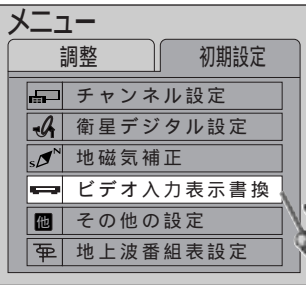 メニュー
調整
初期設定
チャンネル設定
衛星デジタル設定
S N 地磁気補正
ビデオ入力表示書換
他 その他の設定
地上波番組表設定